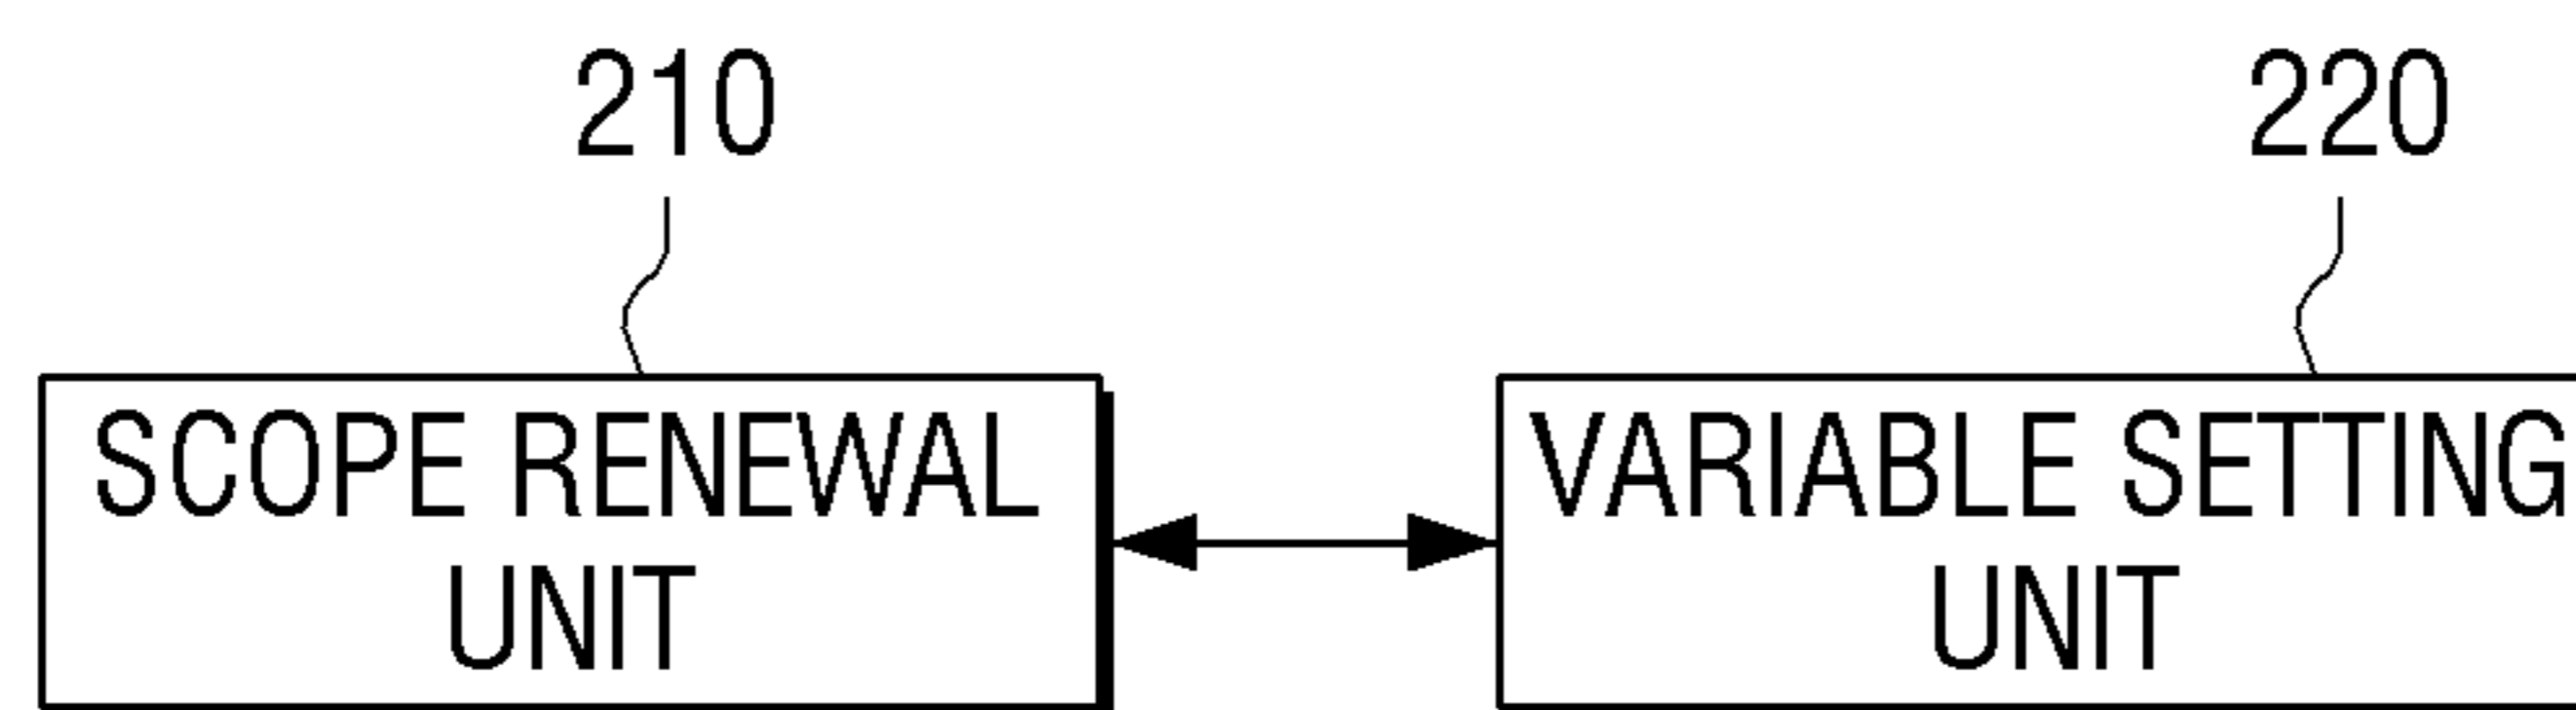 210
220
SCOPE RENEWAL
UNIT
VARIABLE SETTING
UNIT